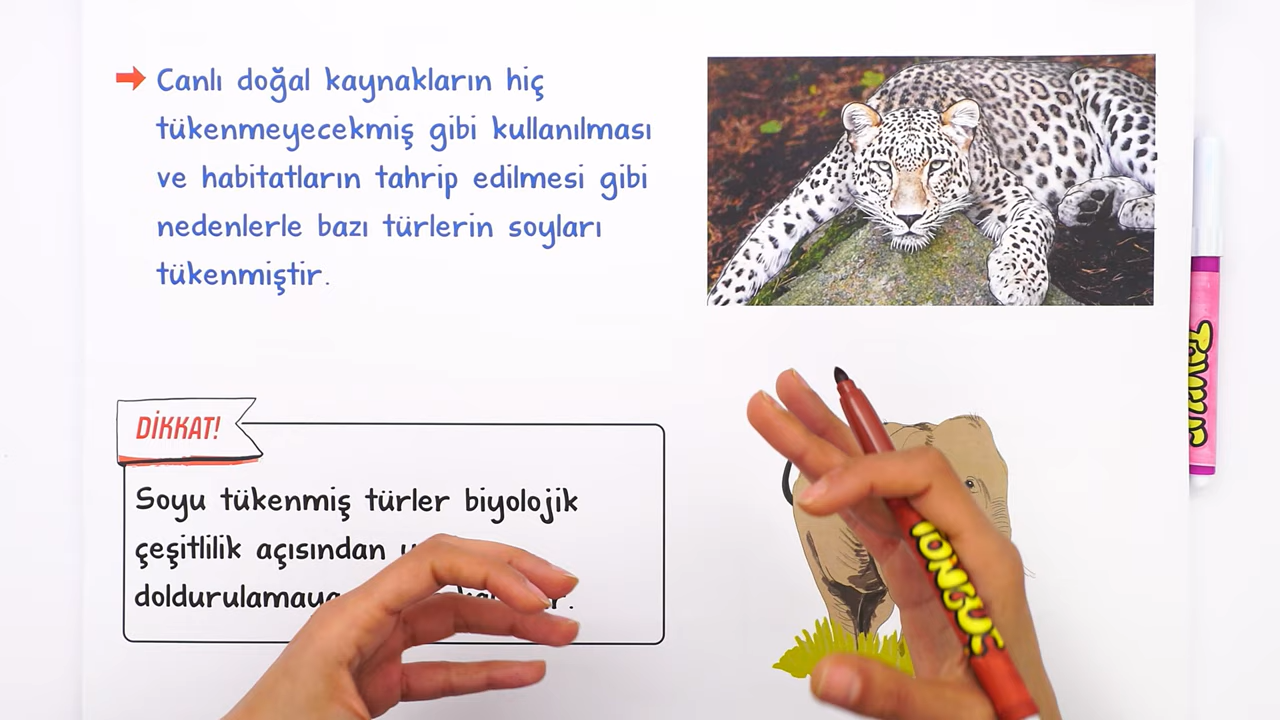 Canlı doğal kaynakların hiç
tükenmeyecekmiş gibi kullanılması
ve habitatların tahrip edilmesi gibi
nedenlerle bazı türlerin soyları
tükenmiştir.
DİKKAT!
Soyu tükenmiş türler biyolojik
çeşitlilik açısından
TONGUÇ
TONGUÇ